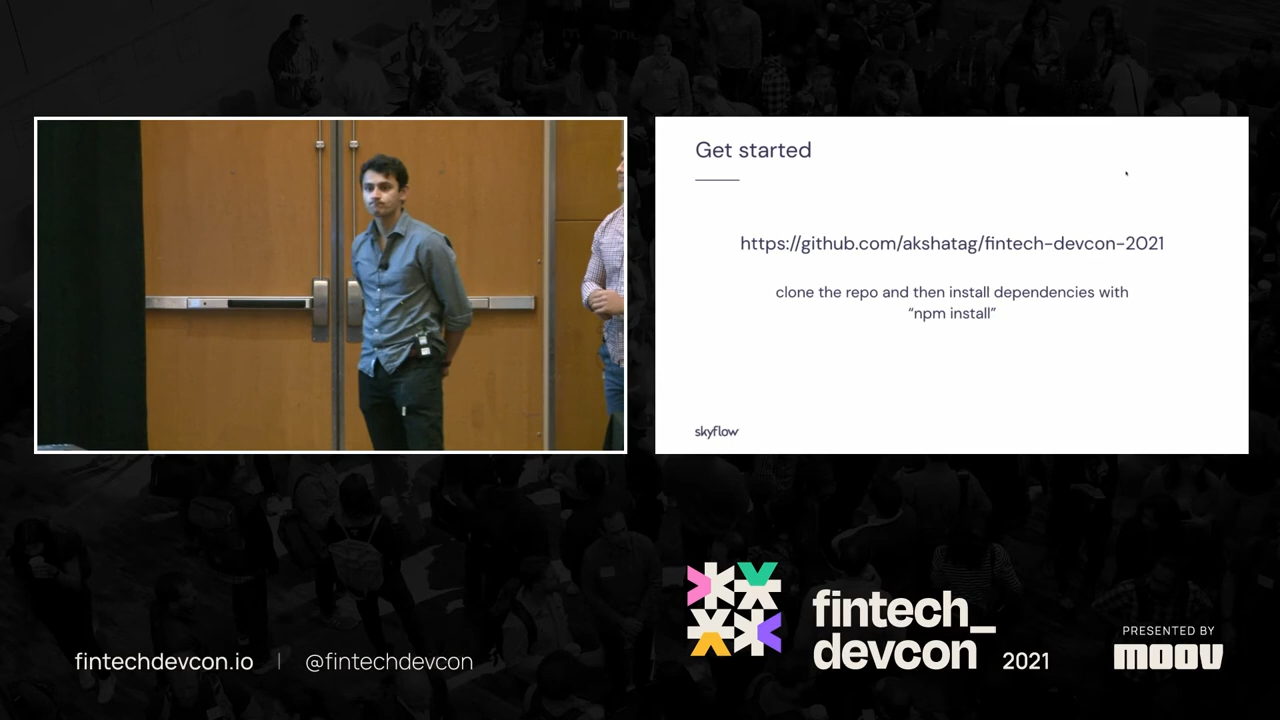 Get started
https://github.com/akshatag/fintech-devcon-2021
clone the repo and then install dependencies with
“npm install”
skyflow
fintechdevcon.io | @fintechdevcon
fintech_
devcon 2021
PRESENTED BY
moov